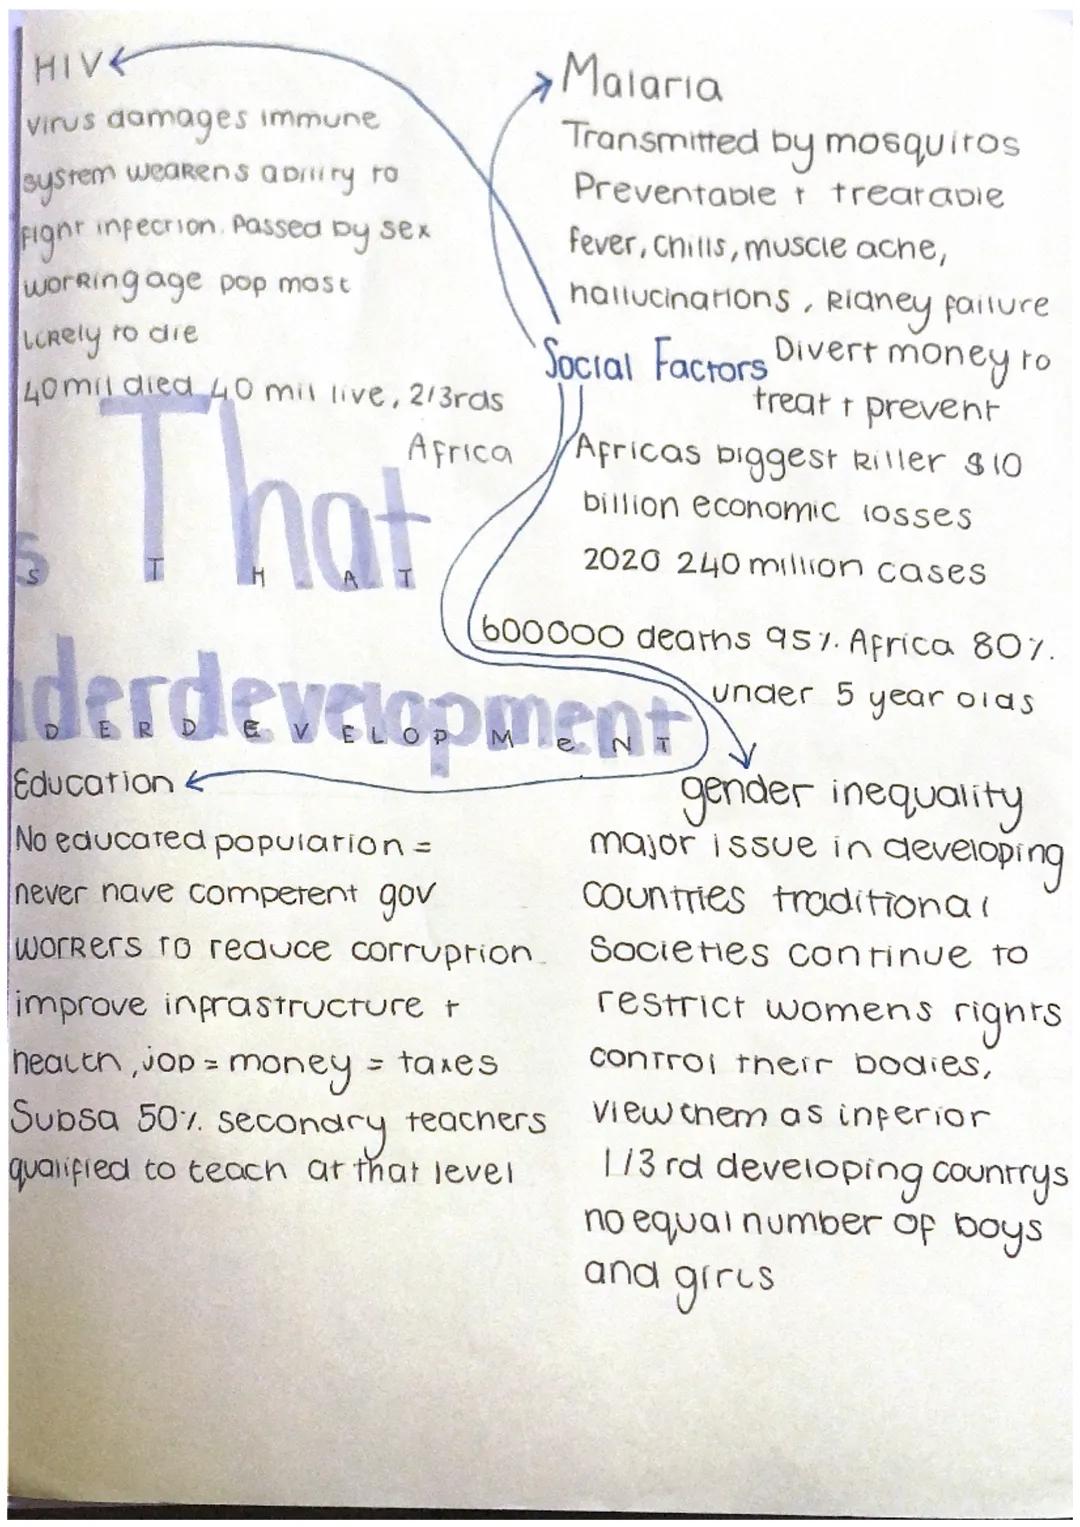 HIV
virus damages immune
system weakens ability to
fight infection. Passed by sex
working age pop most
likely to die
40 mil died 40 mil live, 2/3rds
Africa
Malaria
Transmitted by mosquitos
Preventable + treatable
fever, chills, muscle ache,
hallucinations, kidney failure
Social Factors
Divert money to
treat + prevent
Africas biggest killer $10
billion economic losses
2020 240 million cases
600000 deaths 95%. Africa 80%.
under 5 year olds
s That
S T H A T
derdevelopment
D E R D E V E L O P M e N T
Education
No educated population =
never have competent gov
workers to reduce corruption
improve infrastructure +
health, job = money = taxes
Subsa 50%. secondry teachers
qualified to teach at that level
gender inequality
major issue in developing
countries traditional
Societies continue to
restrict womens rights
control their bodies,
view them as inferior
1/3 rd developing countrys
no equal number of boys
and girls